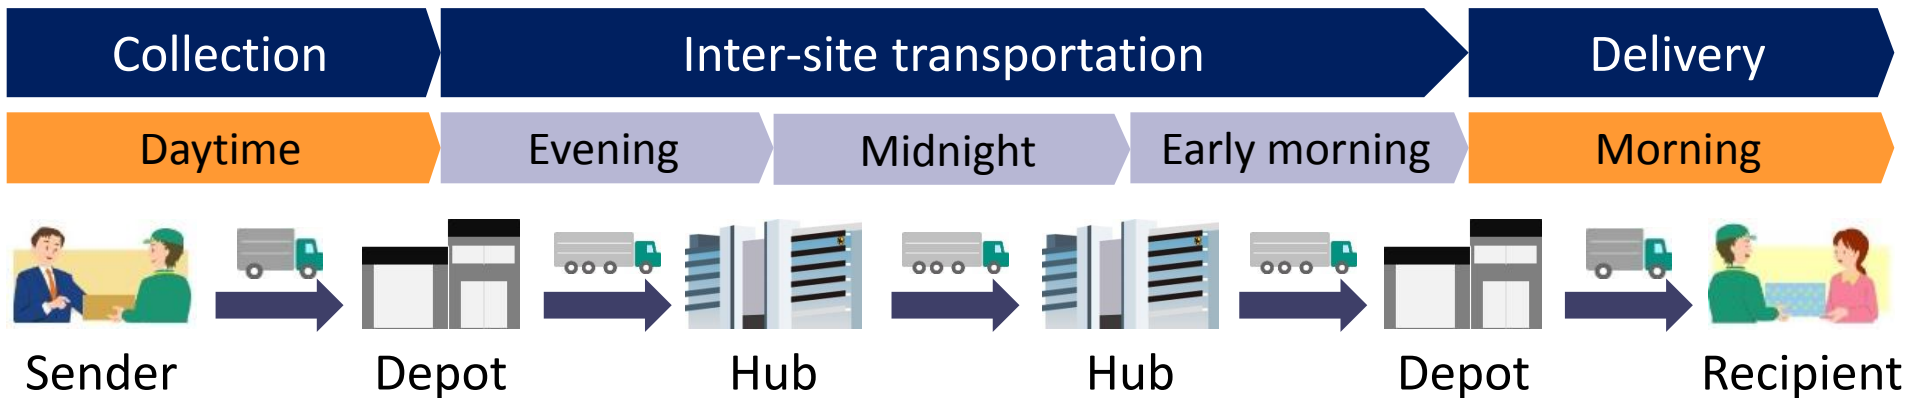 Collection
Inter-site transportation
Delivery
Daytime
Evening
Midnight
Early morning
Morning
Sender
Depot
Hub
Hub
Depot
Recipient